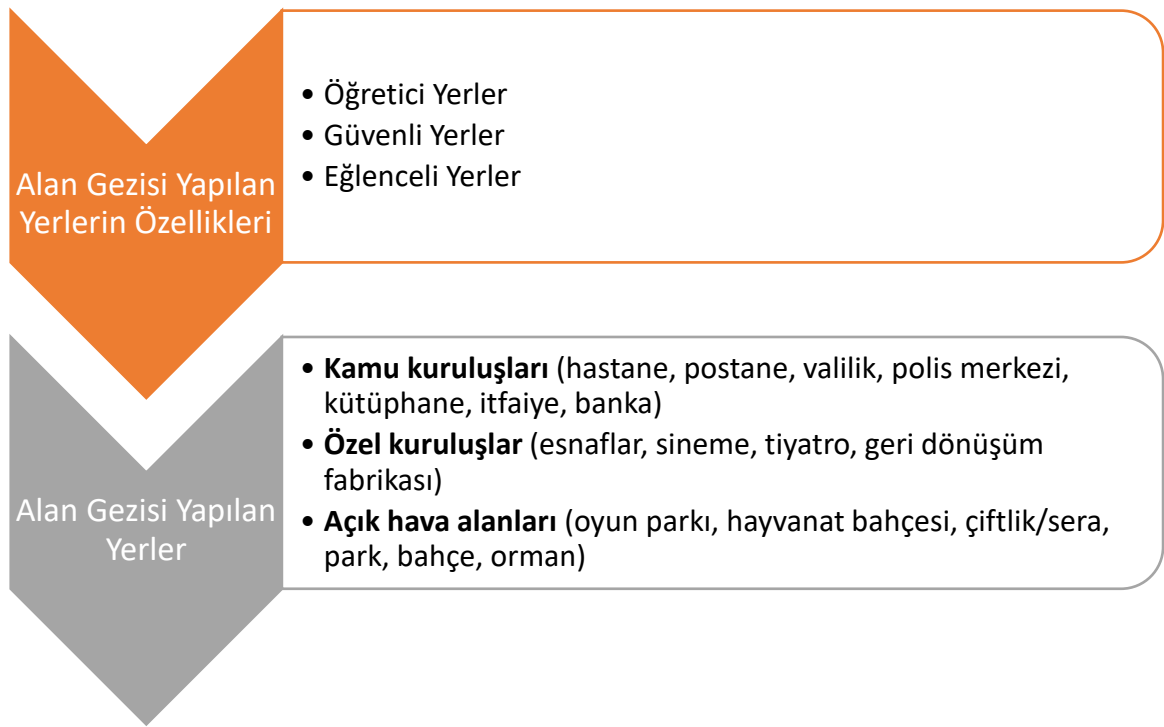 Alan Gezisi Yapılan
Yerlerin Özellikleri
• Öğretici Yerler
• Güvenli Yerler
• Eğlenceli Yerler
Alan Gezisi Yapılan
Yerler
• Kamu kuruluşları (hastane, postane, valilik, polis merkezi,
kütüphane, itfaiye, banka)
• Özel kuruluşlar (esnaflar, sineme, tiyatro, geri dönüşüm
fabrikası)
• Açık hava alanları (oyun parkı, hayvanat bahçesi, çiftlik/sera,
park, bahçe, orman)